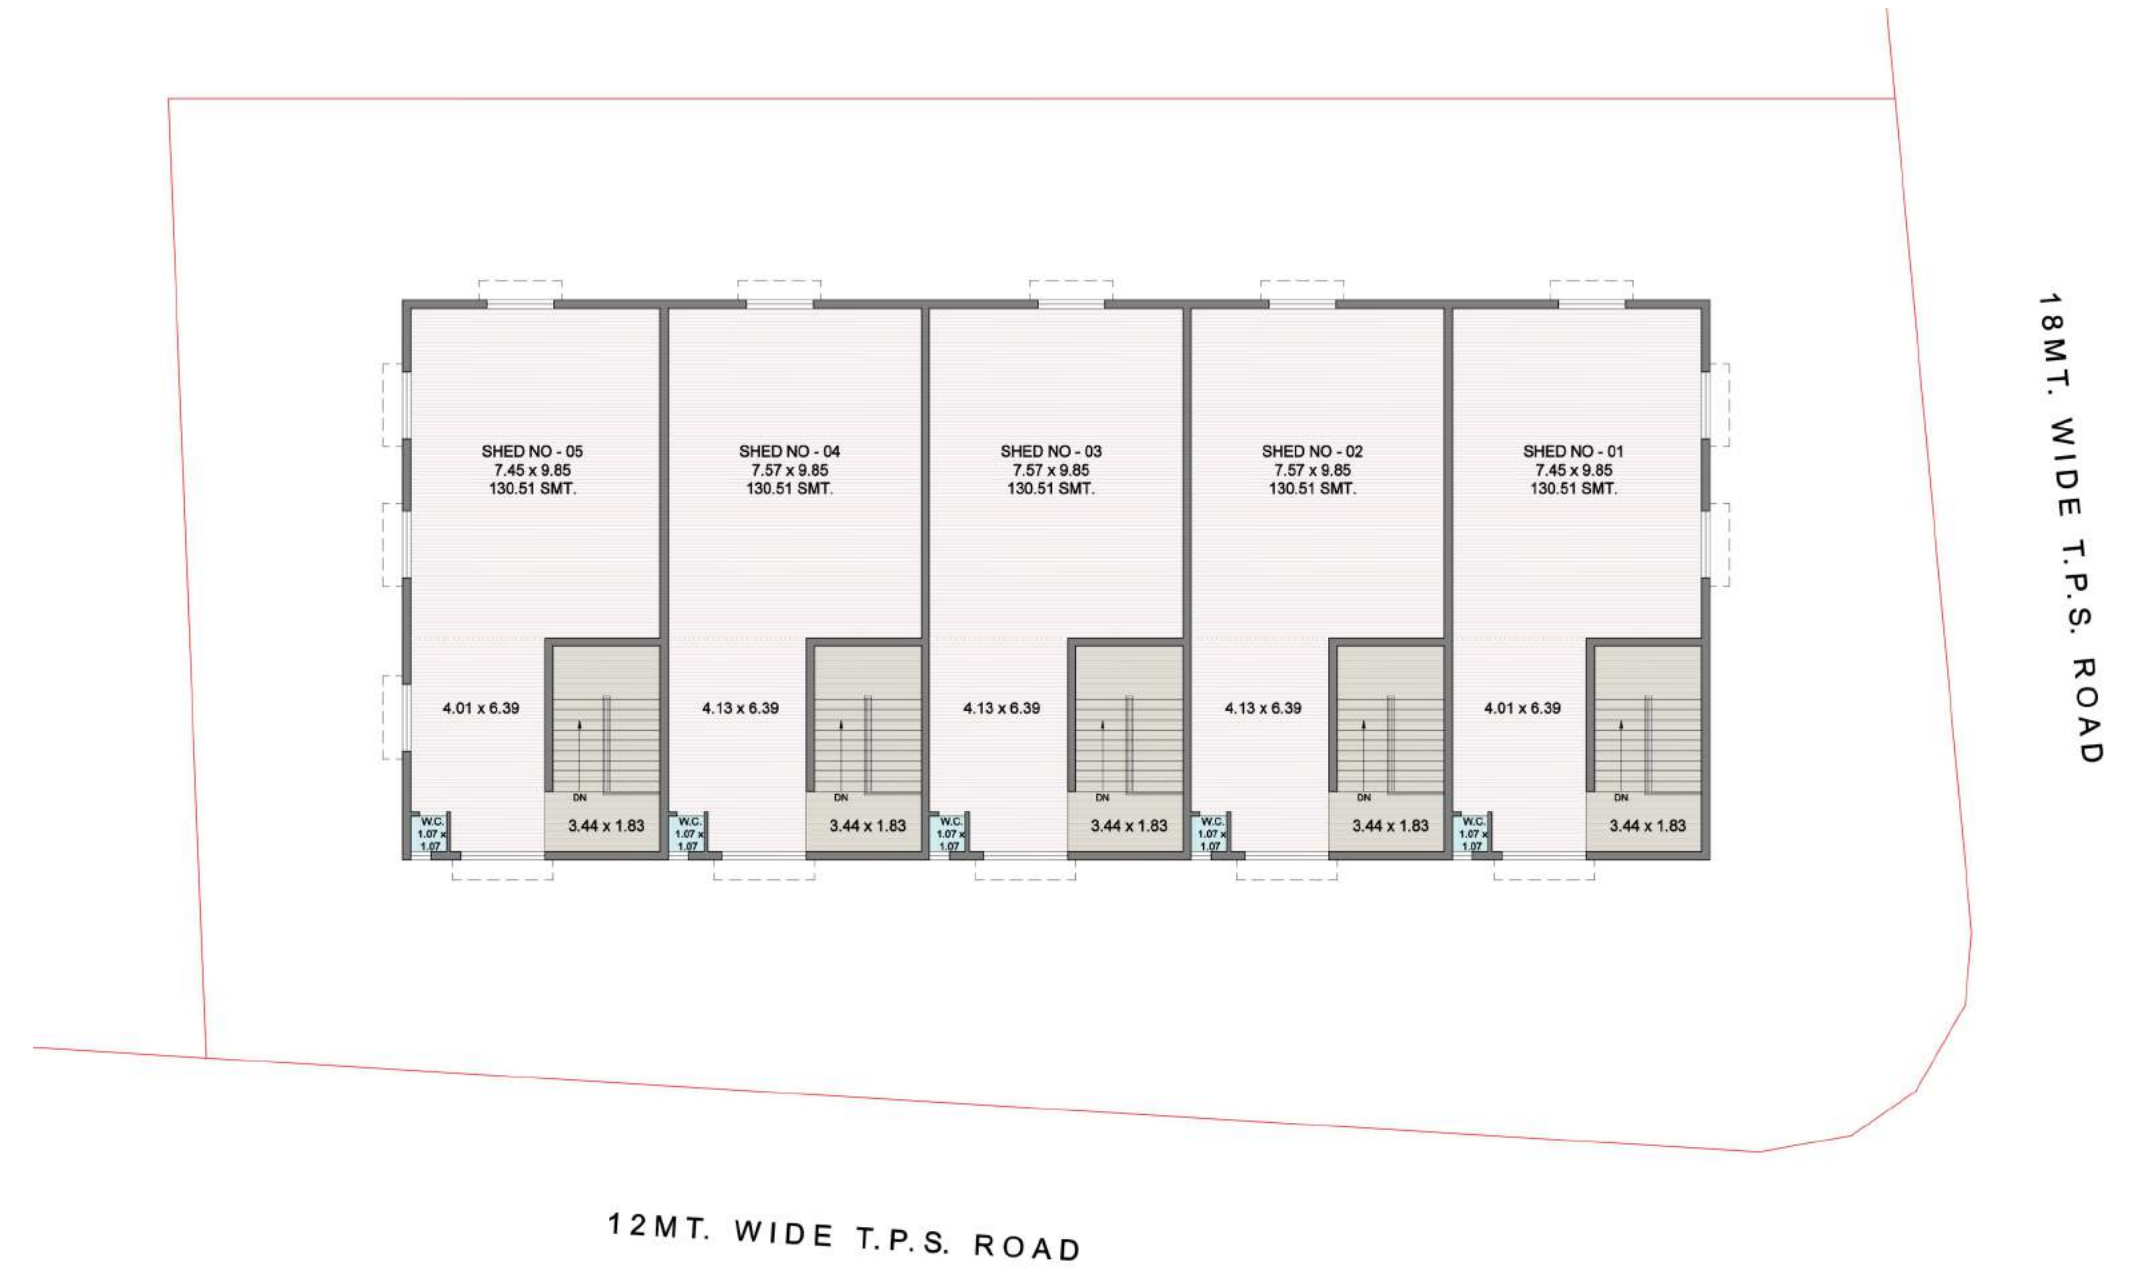 SHED NO - 05
7.45 x 9.85
130.51 SMT.
SHED NO - 04
7.57 x 9.85
130.51 SMT.
SHED NO - 03
7.57 x 9.85
130.51 SMT.
SHED NO - 02
7.57 x 9.85
130.51 SMT.
SHED NO - 01
7.45 x 9.85
130.51 SMT.
4.01 x 6.39
4.13 x 6.39
4.13 x 6.39
4.13 x 6.39
4.01 x 6.39
DN
DN
DN
DN
DN
W.C.
1.07 x
1.07
3.44 x 1.83
W.C.
1.07 x
1.07
3.44 x 1.83
W.C.
1.07 x
1.07
3.44 x 1.83
W.C.
1.07 x
1.07
3.44 x 1.83
W.C.
1.07 x
1.07
3.44 x 1.83
18MT. WIDE T.P.S. ROAD
12MT. WIDE T.P.S. ROAD